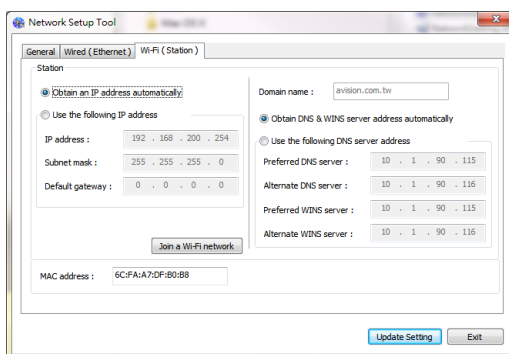 Network Setup Tool
General
Wired ( Ethernet )
Wi-Fi ( Station )
Station
Obtain an IP address automatically
Use the following IP address
IP address :
192 . 168 . 200 . 254
Subnet mask :
255 . 255 . 255 . 0
Default gateway :
0 . 0 . 0 . 0
Join a Wi-Fi network
Domain name :
avision.com.tw
Obtain DNS & WINS server address automatically
Use the following DNS server address
Preferred DNS server :
10 . 1 . 90 . 115
Alternate DNS server :
10 . 1 . 90 . 116
Preferred WINS server :
10 . 1 . 90 . 115
Alternate WINS server :
10 . 1 . 90 . 116
MAC address :
6C:FA:A7:DF:B0:B8
Update Setting
Exit